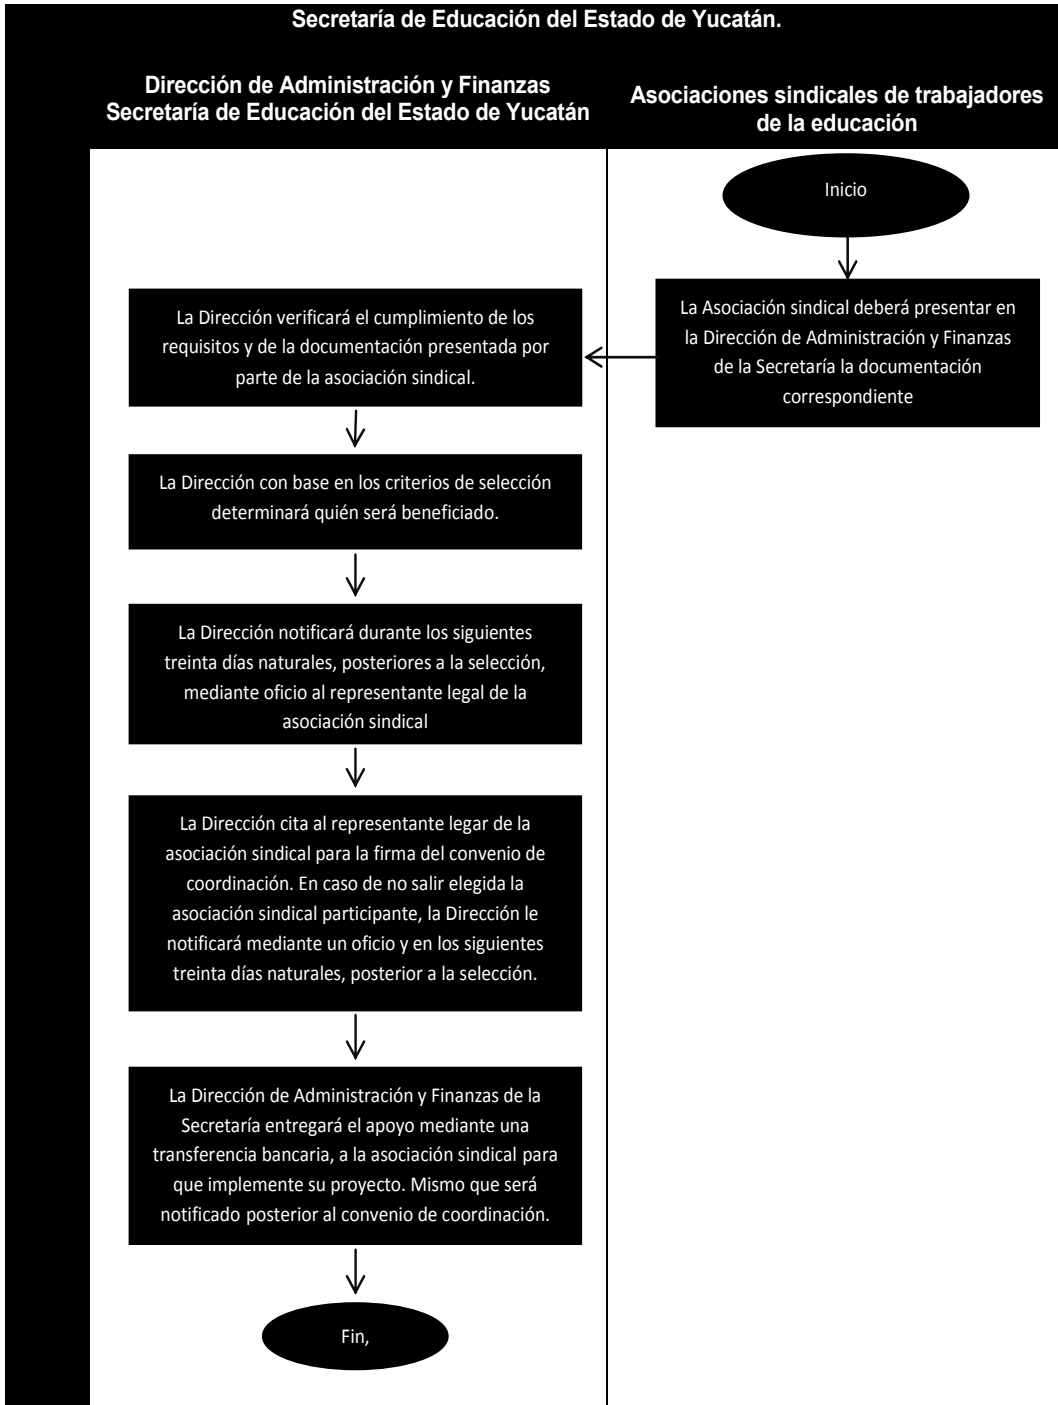 Secretaría de Educación del Estado de Yucatán.
Dirección de Administración y Finanzas
Secretaría de Educación del Estado de Yucatán
Asociaciones sindicales de trabajadores
de la educación
Inicio
La Asociación sindical deberá presentar en
la Dirección de Administración y Finanzas
de la Secretaría la documentación
correspondiente
La Dirección verificará el cumplimiento de los
requisitos y de la documentación presentada por
parte de la asociación sindical.
La Dirección con base en los criterios de selección
determinará quién será beneficiado.
La Dirección notificará durante los siguientes
treinta días naturales, posteriores a la selección,
mediante oficio al representante legal de la
asociación sindical
La Dirección cita al representante legar de la
asociación sindical para la firma del convenio de
coordinación. En caso de no salir elegida la
asociación sindical participante, la Dirección le
notificará mediante un oficio y en los siguientes
treinta días naturales, posterior a la selección.
La Dirección de Administración y Finanzas de la
Secretaría entregará el apoyo mediante una
transferencia bancaria, a la asociación sindical para
que implemente su proyecto. Mismo que será
notificado posterior al convenio de coordinación.
Fin,